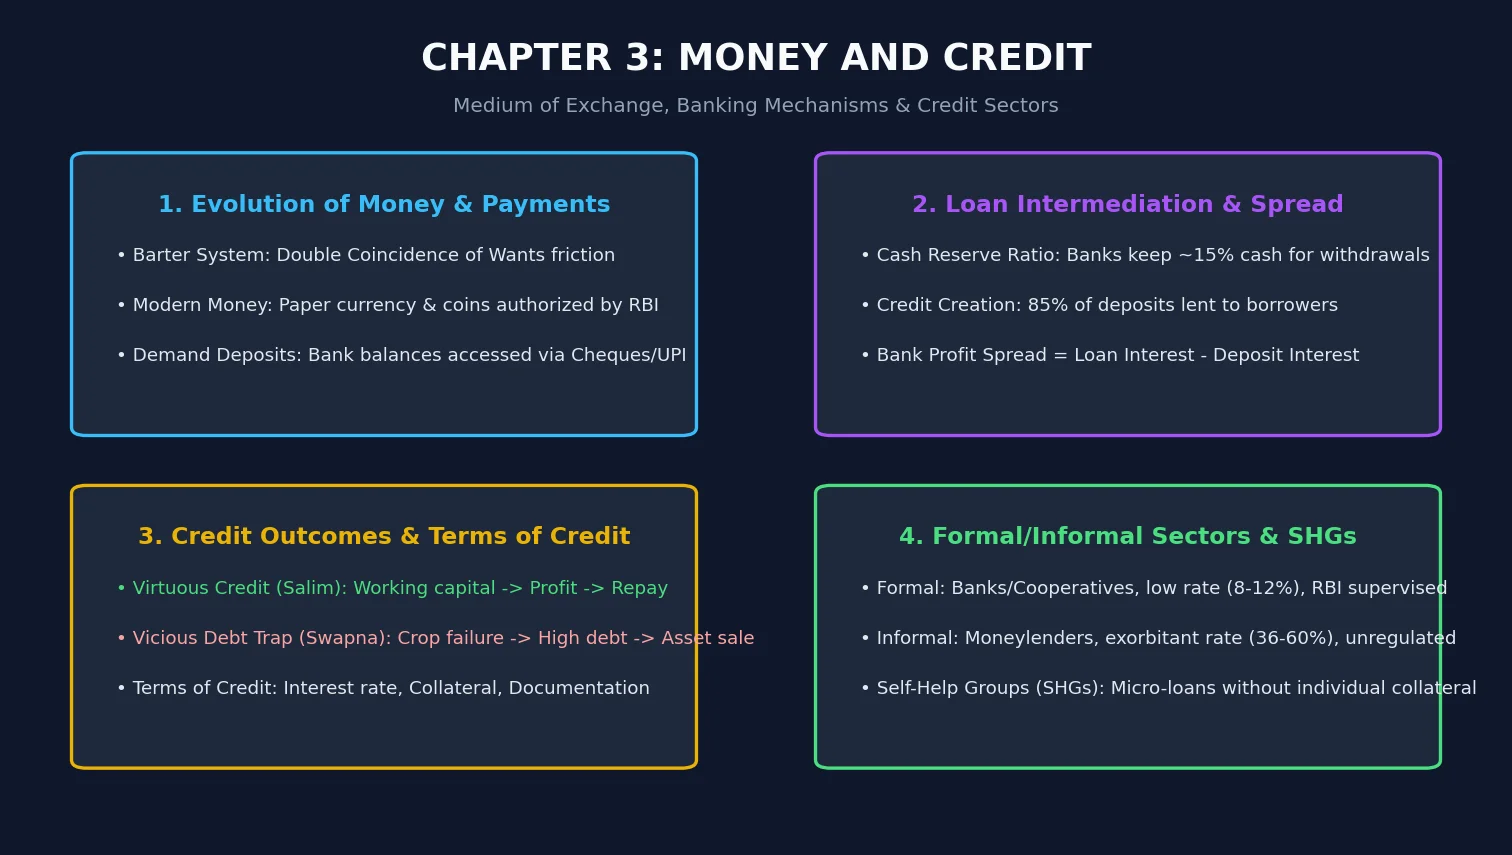 CHAPTER 3: MONEY AND CREDIT
Medium of Exchange, Banking Mechanisms & Credit Sectors
1. Evolution of Money & Payments
• Barter System: Double Coincidence of Wants friction
• Modern Money: Paper currency & coins authorized by RBI
• Demand Deposits: Bank balances accessed via Cheques/UPI
2. Loan Intermediation & Spread
• Cash Reserve Ratio: Banks keep ~15% cash for withdrawals
• Credit Creation: 85% of deposits lent to borrowers
• Bank Profit Spread = Loan Interest - Deposit Interest
3. Credit Outcomes & Terms of Credit
• Virtuous Credit (Salim): Working capital -> Profit -> Repay
• Vicious Debt Trap (Swapna): Crop failure -> High debt -> Asset sale
• Terms of Credit: Interest rate, Collateral, Documentation
4. Formal/Informal Sectors & SHGs
• Formal: Banks/Cooperatives, low rate (8-12%), RBI supervised
• Informal: Moneylenders, exorbitant rate (36-60%), unregulated
• Self-Help Groups (SHGs): Micro-loans without individual collateral